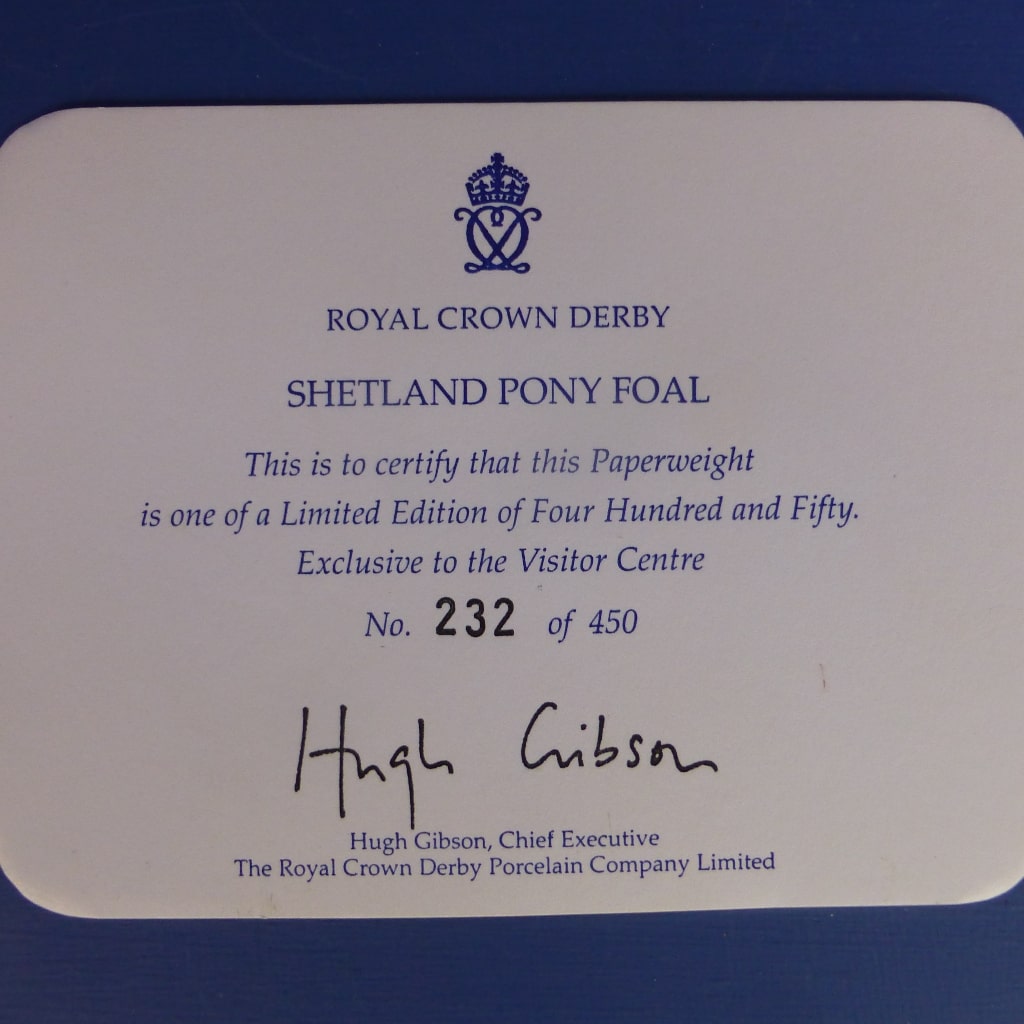 ROYAL CROWN DERBY
SHETLAND PONY FOAL
This is to certify that this Paperweight
is one of a Limited Edition of Four Hundred and Fifty.
Exclusive to the Visitor Centre
No. 232 of 450
Hugh Gibson
Hugh Gibson, Chief Executive
The Royal Crown Derby Porcelain Company Limited